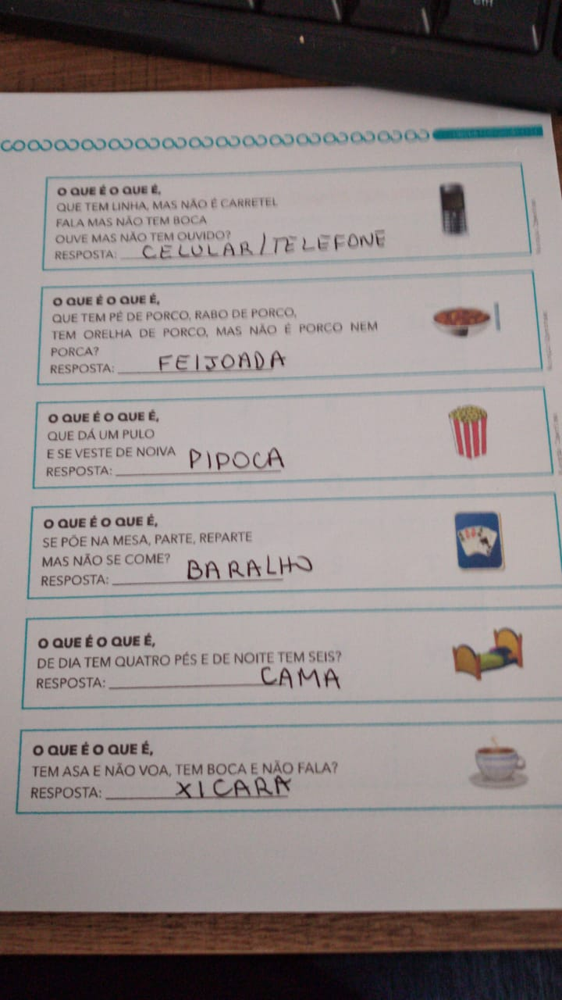 O QUE É O QUE É,
QUE TEM LINHA, MAS NÃO É CARRETEL
FALA MAS NÃO TEM BOCA
OUVE MAS NÃO TEM OUVIDO?
RESPOSTA: CELULAR/TELEFONE
O QUE É O QUE É,
QUE TEM PÉ DE PORCO, RABO DE PORCO,
TEM ORELHA DE PORCO, MAS NÃO É PORCO NEM
PORCA?
RESPOSTA: FEIJOADA
O QUE É O QUE É,
QUE DÁ UM PULO
E SE VESTE DE NOIVA
RESPOSTA: PIPOCA
O QUE É O QUE É,
SE PÕE NA MESA, PARTE, REPARTE
MAS NÃO SE COME?
RESPOSTA: BARALHO
O QUE É O QUE É,
DE DIA TEM QUATRO PÉS E DE NOITE TEM SEIS?
RESPOSTA: CAMA
O QUE É O QUE É,
TEM ASA E NÃO VOA, TEM BOCA E NÃO FALA?
RESPOSTA: XICARA